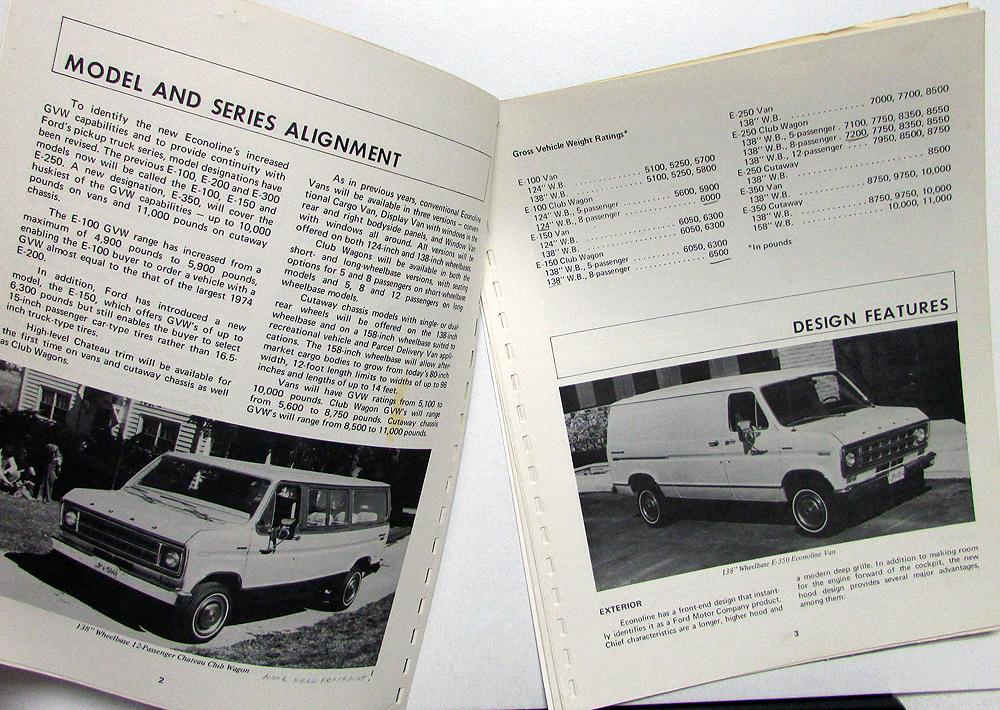 MODEL AND SERIES ALIGNMENT
To identify the new Econoline's increased
GVW capabilities and to provide continuity with
Ford's pickup truck series, model designations have
been revised. The previous E-100, E-200 and E-300
models now will be called the E-100, E-150 and
E-250. A new designation, E-350, will cover the
huskiest of the GVW capabilities — up to 10,000
pounds on vans and 11,000 pounds on cutaway
chassis.
The E-100 GVW range has increased from a
maximum of 4,900 pounds to 5,900 pounds,
enabling the E-100 buyer to order a vehicle with a
GVW almost equal to that of the largest 1974
E-200.
In addition, Ford has introduced a new
model, the E-150, which offers GVW's of up to
6,300 pounds but still enables the buyer to select
15-inch passenger car-type tires rather than 16.5-
inch truck-type tires.
High-level Chateau trim will be available for
the first time on vans and cutaway chassis as well
as Club Wagons.
As in previous years, conventional Econoline
Vans will be available in three versions — conven-
tional Cargo Van, Display Van with windows in the
rear and right bodyside panels, and Window Van
with windows all around. All versions will be
offered on both 124-inch and 138-inch wheelbases.
Club Wagons will be available in both the
short- and long-wheelbase versions, with seating
options for 5 and 8 passengers on short-wheelbase
models and 5, 8 and 12 passengers on long
wheelbase models.
Cutaway chassis models with single- or dual-
rear wheels will be offered on the 138-inch
wheelbase and on a 158-inch wheelbase suited to
recreational vehicle and Parcel Delivery Van appli-
cations. The 158-inch wheelbase will allow after-
market cargo bodies to grow from today's 80-inch
width, 12-foot length limits to widths of up to 96
inches and lengths of up to 14 feet.
Vans will have GVW ratings from 5,100 to
10,000 pounds. Club Wagon GVW's will range
from 5,600 to 8,750 pounds. Cutaway chassis
GVW's will range from 8,500 to 11,000 pounds.
138" Wheelbase 12-Passenger Chateau Club Wagon
2
Gross Vehicle Weight Ratings*
E-100 Van
124" W.B. . . . . . . . . . . 5100, 5250, 5700
138" W.B. . . . . . . . . . . 5100, 5250, 5800
E-100 Club Wagon
124" W.B., 5-passenger . . . . . . 5600, 5900
124" W.B., 8 passenger . . . . . . . . . 6000
E-150 Van
124" W.B. . . . . . . . . . . . . . 6050, 6300
138" W.B. . . . . . . . . . . . . . 6050, 6300
E-150 Club Wagon
138" W.B., 5-passenger . . . . . . 6050, 6300
138" W.B., 8-passenger . . . . . . . . . 6500
E-250 Van
138" W.B. . . . . . . . . . . 7000, 7700, 8500
E-250 Club Wagon
138" W.B., 5-passenger . 7100, 7750, 8350, 8550
138" W.B., 8-passenger . 7200, 7750, 8350, 8550
138" W.B., 12-passenger . . . 7950, 8500, 8750
E-250 Cutaway
138" W.B. . . . . . . . . . . . . . . . . 8500
E-350 Van
138" W.B. . . . . . . . . . 8750, 9750, 10,000
E-350 Cutaway
138" W.B. . . . . . . . . . 8750, 9750, 10,000
158" W.B. . . . . . . . . . . . 10,000, 11,000
*In pounds
DESIGN FEATURES
138" Wheelbase E-350 Econoline Van
EXTERIOR
Econoline has a front-end design that instant-
ly identifies it as a Ford Motor Company product.
Chief characteristics are a longer, higher hood and
a modern deep grille. In addition to making room
for the engine forward of the cockpit, the new
hood design provides several major advantages,
among them:
3